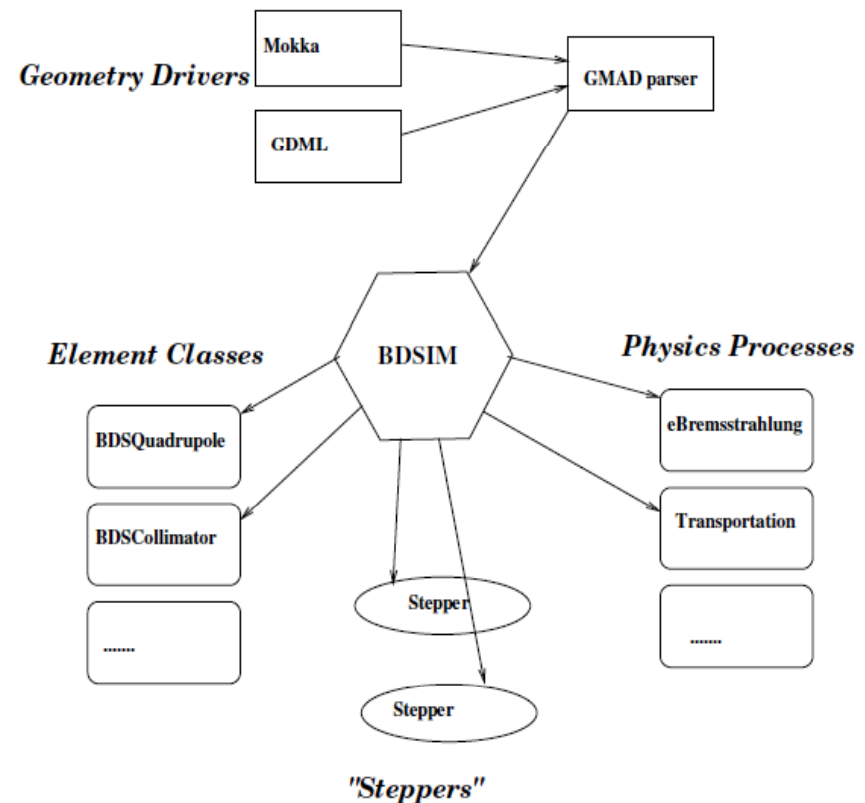 Mokka
Geometry Drivers
GMAD parser
GDML
Element Classes
BDSIM
Physics Processes
BDSQuadrupole
eBremsstrahlung
BDSCollimator
Transportation
Stepper
.......
.......
Stepper
"Steppers"